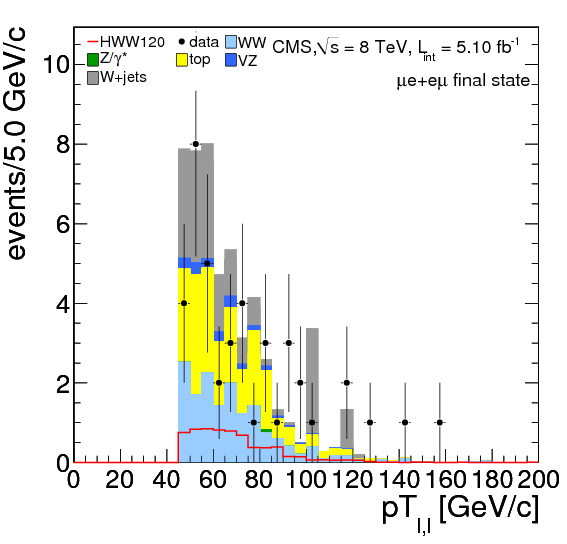 HWW120 data WW CMS,√s = 8 TeV, L_int = 5.10 fb⁻¹
Z/γ* top VZ
W+jets μe+eμ final state
events/5.0 GeV/c
10
8
6
4
2
0
0 20 40 60 80 100 120 140 160 180 200
pT_l,l [GeV/c]